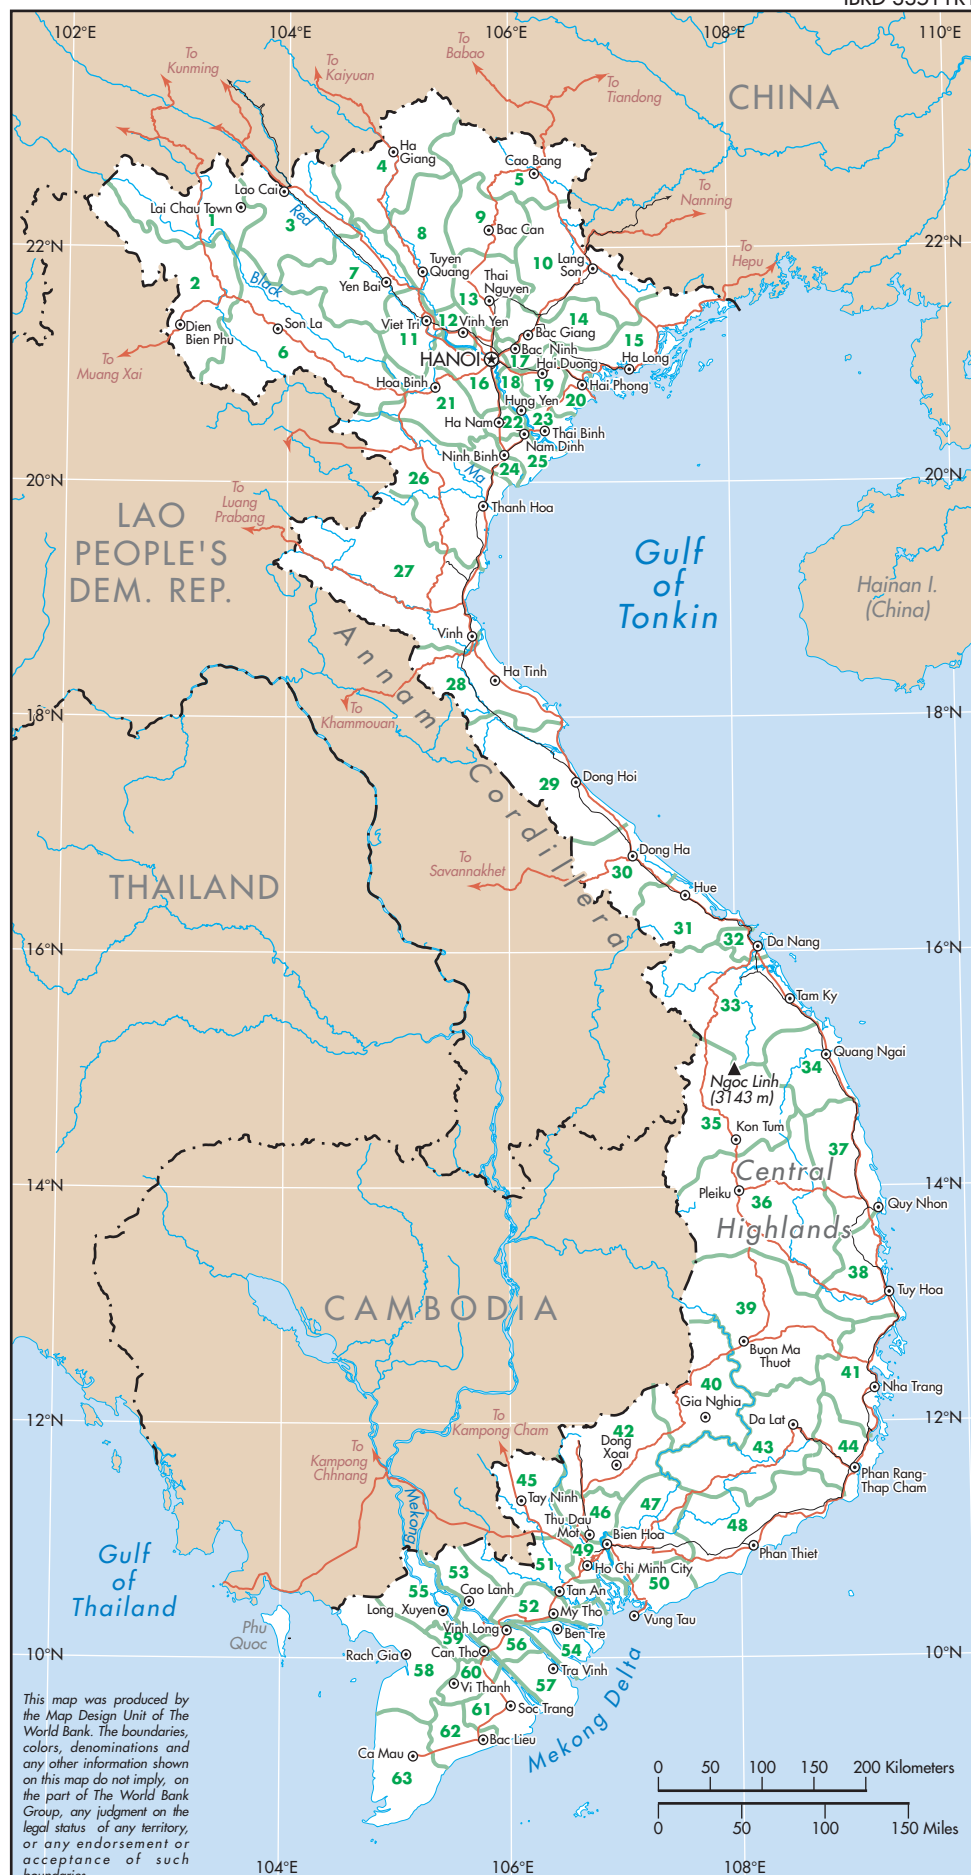 IBRD 33511R1
102°E
104°E
106°E
108°E
110°E
To
Kunming
To
Kaiyuan
To
Babao
To
Tiandong
CHINA
Ha
Giang
4
Cao Bang
5
Lao Cai
Lai Chau Town
1
3
Red
To
Nanning
9
Bac Can
8
22°N
22°N
To
Hepu
10
Lang
Son
Tuyen
Quang
Thai
Nguyen
7
Yen Bai
2
Black
13
14
Viet Tri
12
Vinh Yen
Bac Giang
15
Dien
Bien Phu
Son La
11
6
Bac Ninh
HANOI
17
Hai Duong
Ha Long
To
Muang Xai
Hoa Binh
16
18
19
Hai Phong
20
21
Hung Yen
Ha Nam
22
23
Thai Binh
Nam Dinh
Ninh Binh
24
25
20°N
20°N
26
Ma
Thanh Hoa
To
Luang
Prabang
LAO
PEOPLE'S
DEM. REP.
Gulf
of
Tonkin
Hainan I.
(China)
27
Vinh
Annam Cordillera
Ha Tinh
28
To
Khammouan
18°N
18°N
29
Dong Hoi
Dong Ha
To
Savannakhet
30
THAILAND
Hue
31
32
Da Nang
16°N
16°N
33
Tam Ky
Quang Ngai
34
Ngoc Linh
(3143 m)
35
Kon Tum
37
Central
Highlands
14°N
14°N
Pleiku
36
Quy Nhon
38
Tuy Hoa
CAMBODIA
39
Buon Ma
Thuot
41
40
Nha Trang
Gia Nghia
12°N
12°N
To
Kampong Cham
42
Da Lat
Dong
Xoai
43
44
To
Kampong
Chhnang
Phan Rang-
Thap Cham
45
Tay Ninh
Mekong
46
47
48
Thu Dau
Mot
Bien Hoa
Phan Thiet
49
Gulf
of
Thailand
51
Ho Chi Minh City
53
50
55
Cao Lanh
Tan An
Long Xuyen
52
My Tho
Vung Tau
Phu
Quoc
Vinh Long
Ben Tre
59
56
54
Can Tho
10°N
10°N
Rach Gia
58
60
Tra Vinh
Vi Thanh
57
61
Soc Trang
Mekong Delta
62
Bac Lieu
Ca Mau
63
This map was produced by
the Map Design Unit of The
World Bank. The boundaries,
colors, denominations and
any other information shown
on this map do not imply, on
the part of The World Bank
Group, any judgment on the
legal status of any territory,
or any endorsement or
acceptance of such
boundaries.
0 50 100 150 200 Kilometers
0 50 100 150 Miles
104°E
106°E
108°E